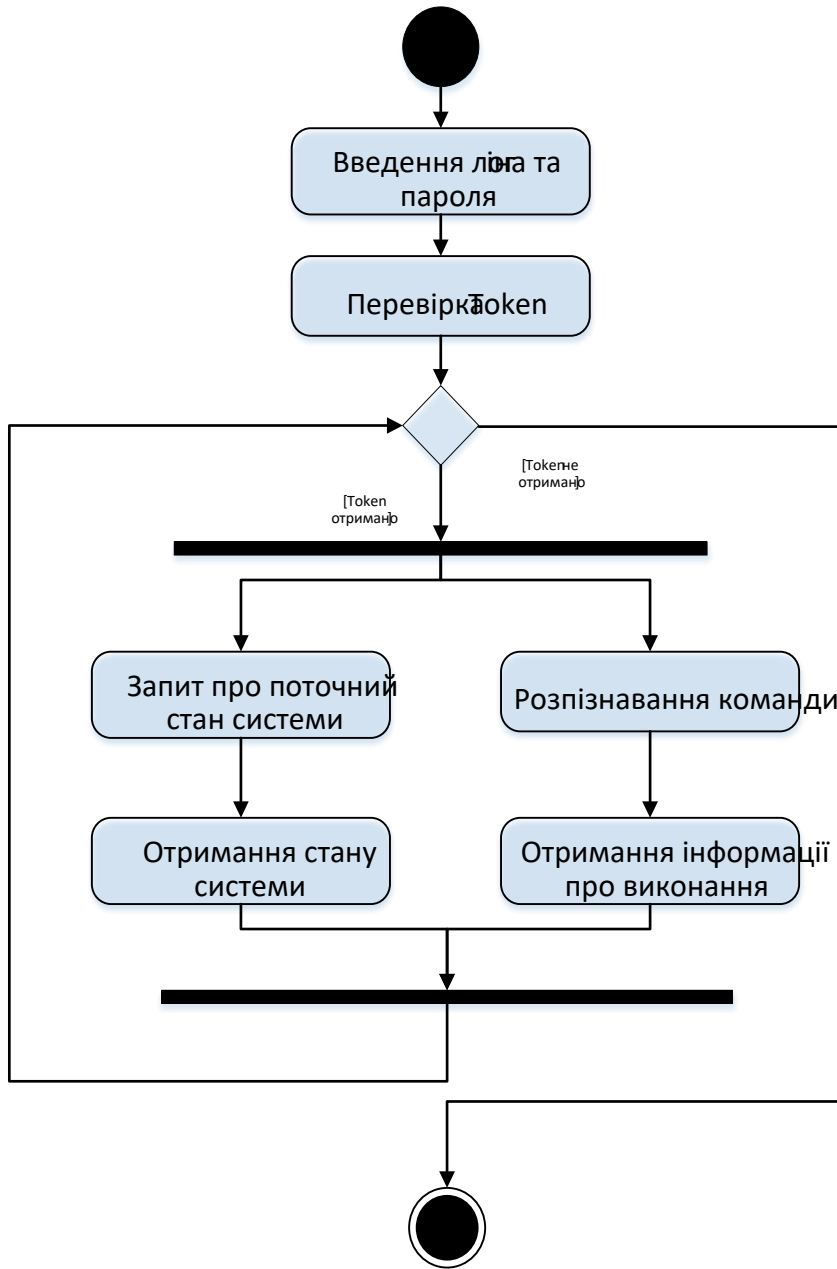 Введення логіна та
пароля
Перевірка Token
[Token не
отримано]
[Token
отримано]
Запит про поточний
стан системи
Розпізнавання команди
Отримання стану
системи
Отримання інформації
про виконання